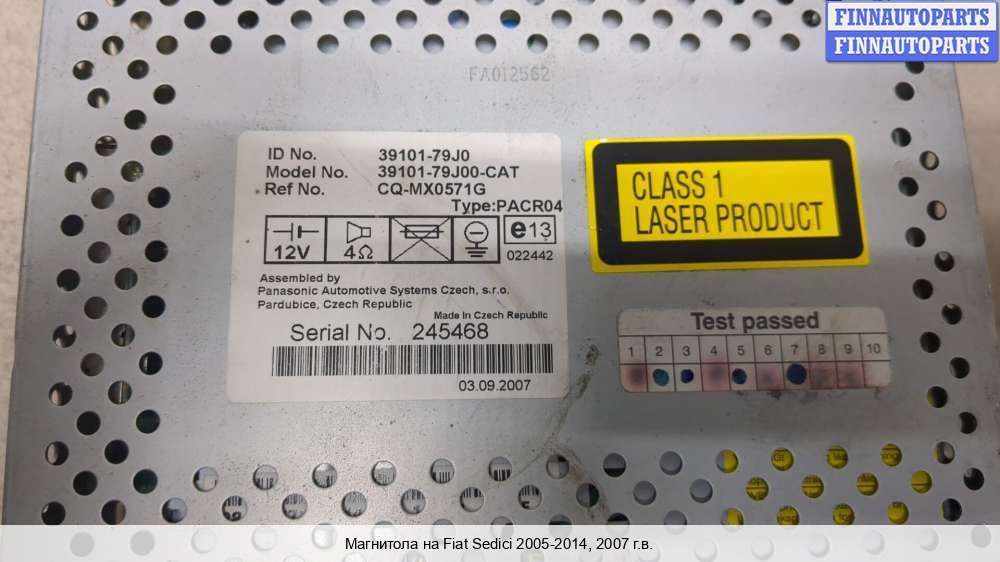 FINNAUTOPARTS
FINNAUTOPARTS
FA012562
ID No. 39101-79J0
Model No. 39101-79J00-CAT
Ref No. CQ-MX0571G
Type:PACR04
12V 4Ω e13
022442
Assembled by
Panasonic Automotive Systems Czech, s.r.o.
Pardubice, Czech Republic
Made in Czech Republic
Serial No. 245468
03.09.2007
CLASS 1
LASER PRODUCT
Test passed
1 2 3 4 5 6 7 8 9 10
Магнитола на Fiat Sedici 2005-2014, 2007 г.в.